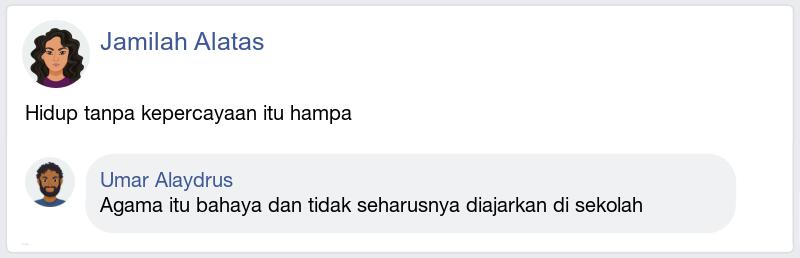 Jamilah Alatas
Hidup tanpa kepercayaan itu hampa
Umar Alaydrus
Agama itu bahaya dan tidak seharusnya diajarkan di sekolah